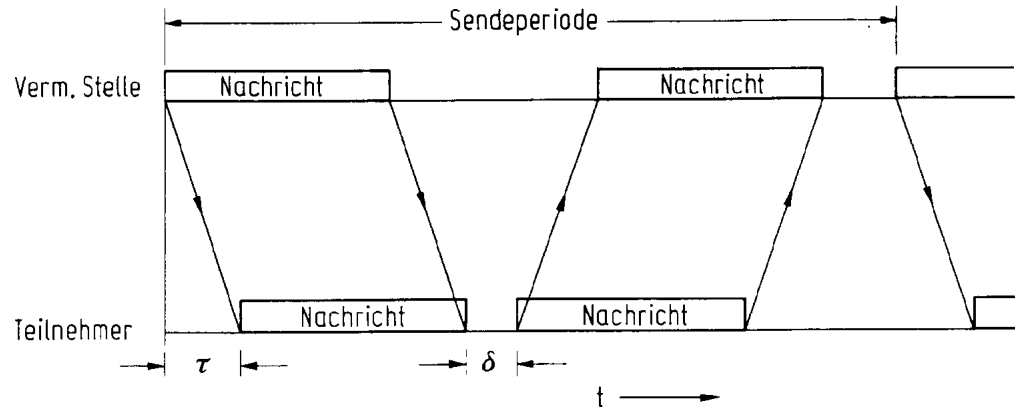 Sendeperiode
Verm. Stelle
Nachricht
Nachricht
Teilnehmer
Nachricht
Nachricht
τ
δ
t